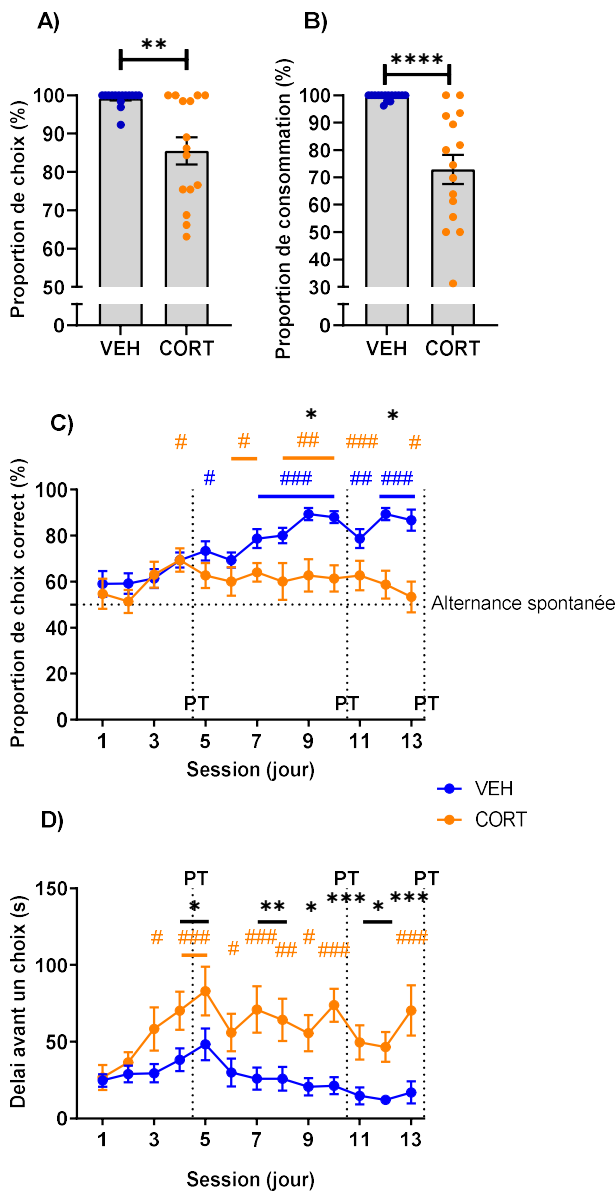 A)
**
Proportion de choix (%)
100
90
80
70
60
50
0
VEH
CORT
B)
****
Proportion de consommation (%)
100
90
80
70
60
50
40
30
0
VEH
CORT
C)
* *
# # ## ### #
# ### ## ###
Proportion de choix correct (%)
100
80
60
40
20
0
Alternance spontanée
PT PT PT
1 3 5 7 9 11 13
Session (jour)
VEH
CORT
D)
PT PT PT
* ** * *** * ***
# ### # ### ## # ### ###
Delai avant un choix (s)
150
100
50
0
1 3 5 7 9 11 13
Session (jour)